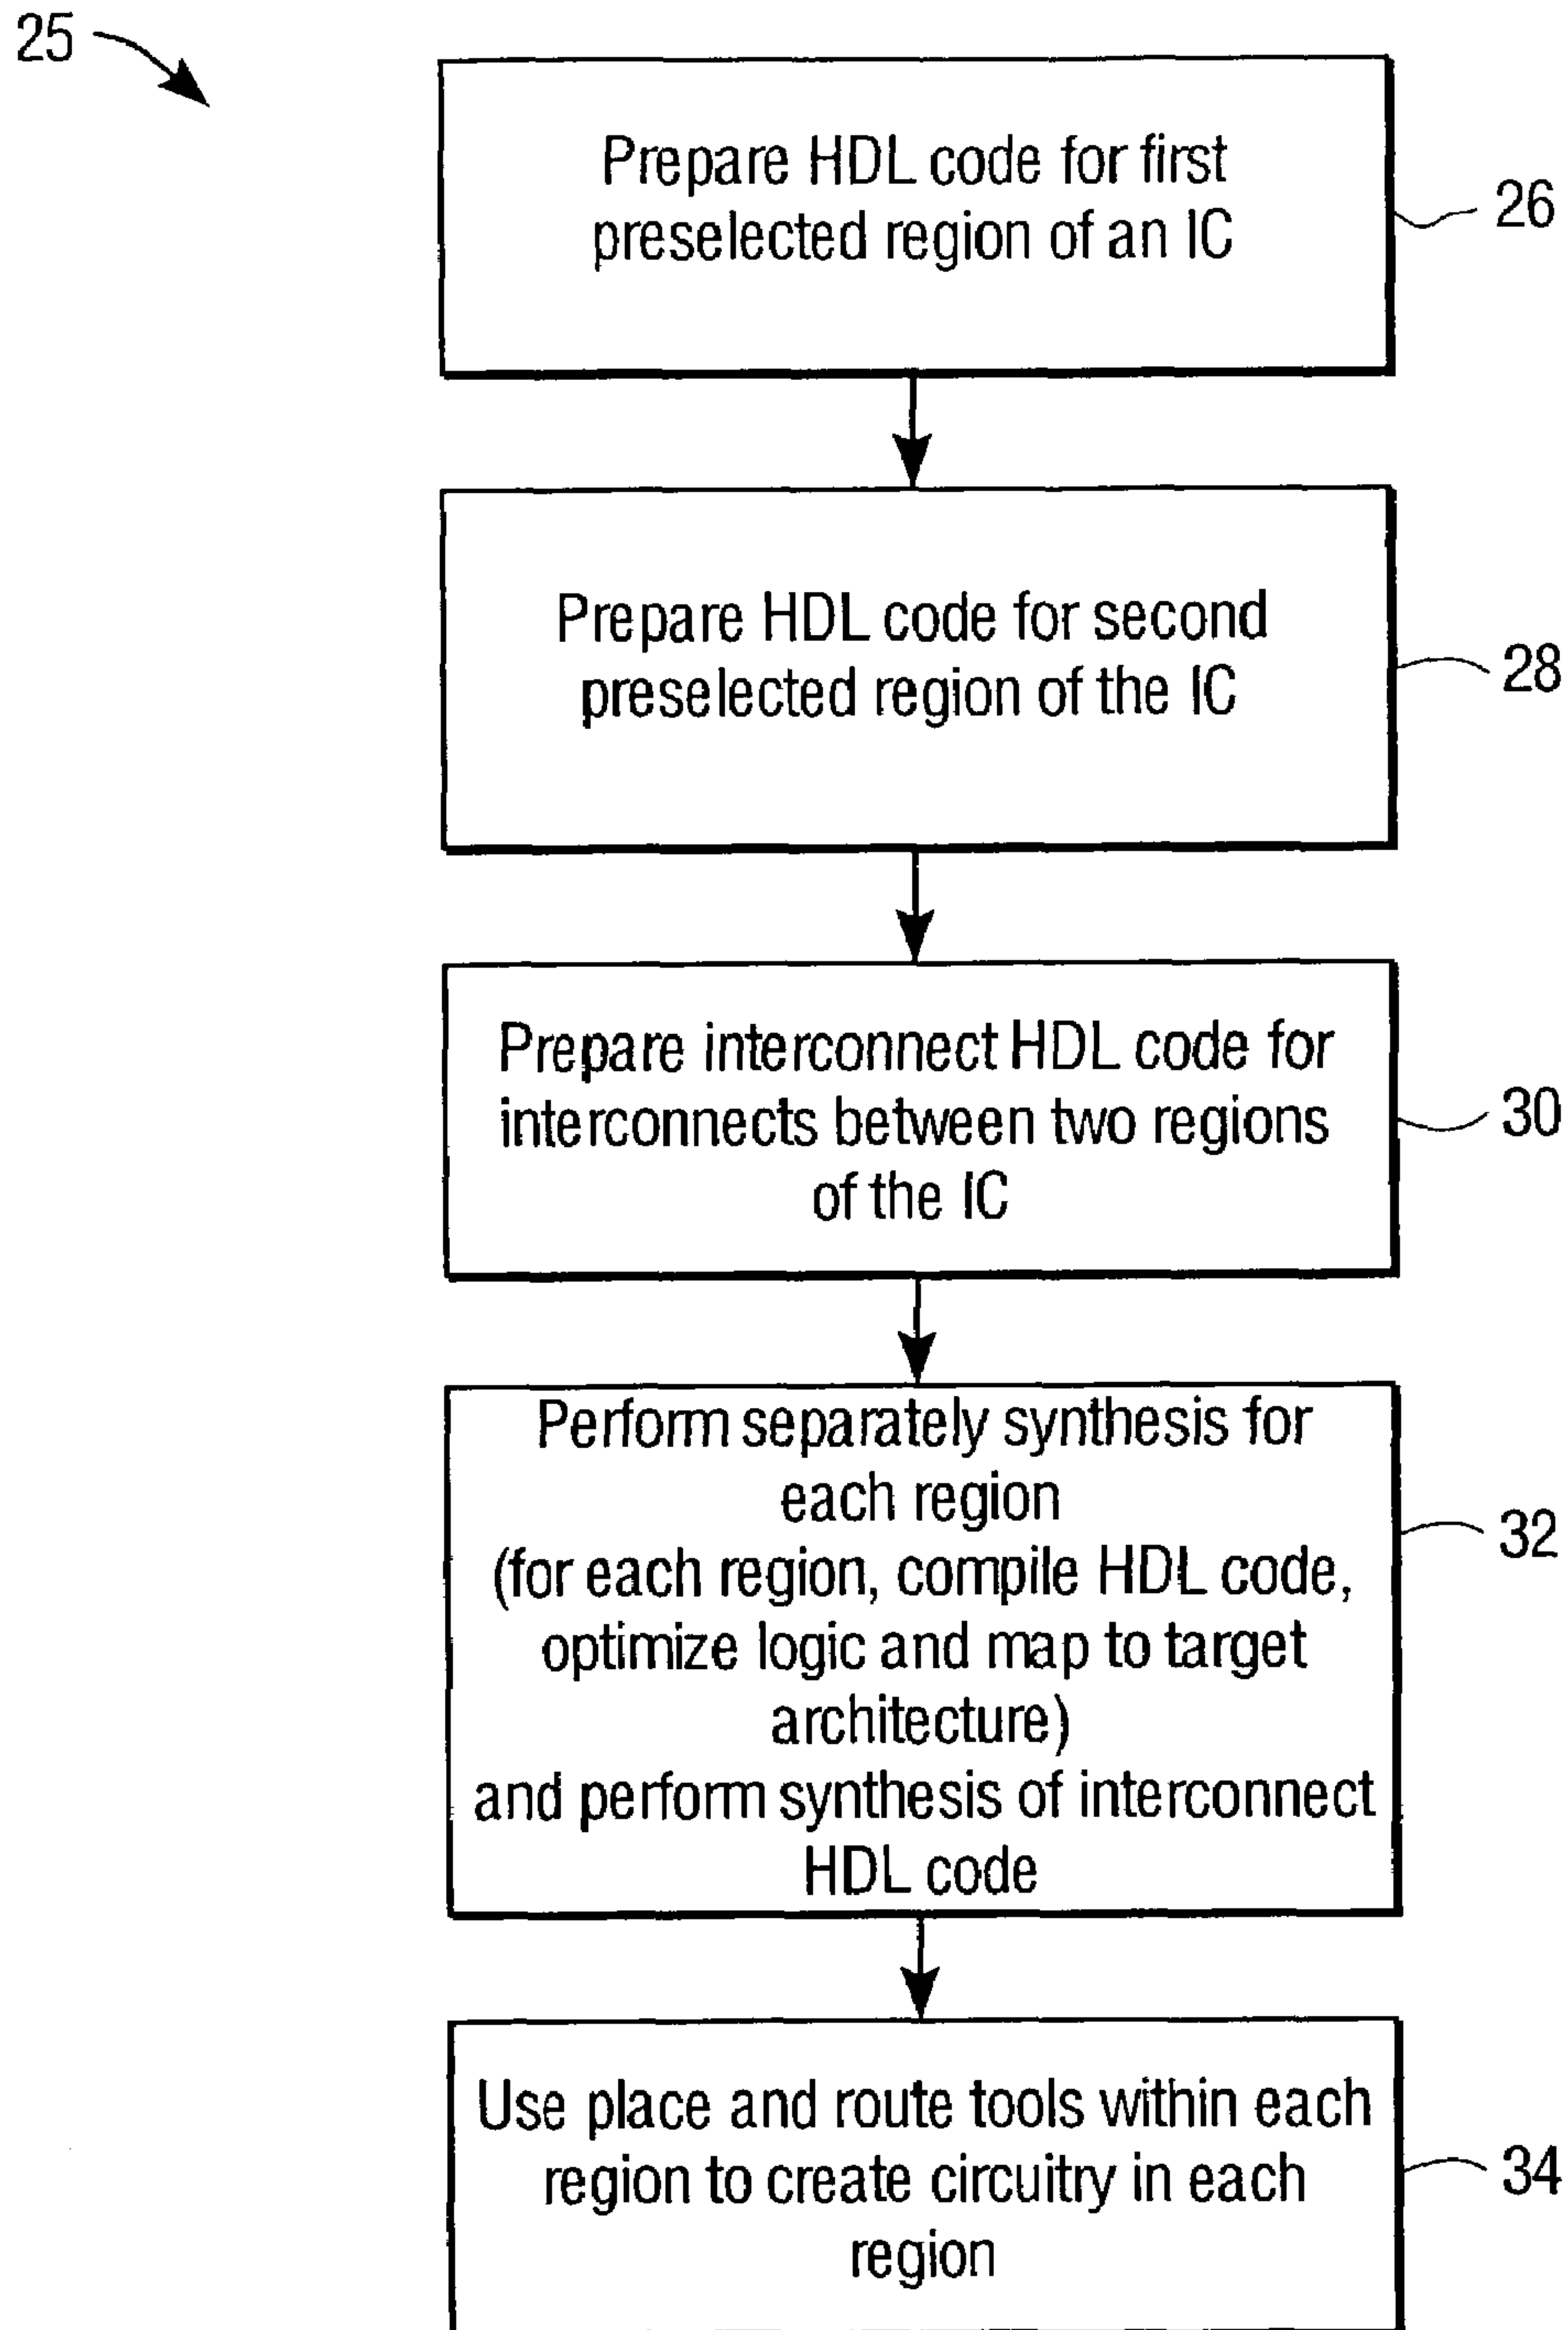 25
Prepare HDL code for first
preselected region of an IC
26
Prepare HDL code for second
preselected region of the IC
28
Prepare interconnect HDL code for
interconnects between two regions
of the IC
30
Perform separately synthesis for
each region
(for each region, compile HDL code,
optimize logic and map to target
architecture)
and perform synthesis of interconnect
HDL code
32
Use place and route tools within each
region to create circuitry in each
region
34